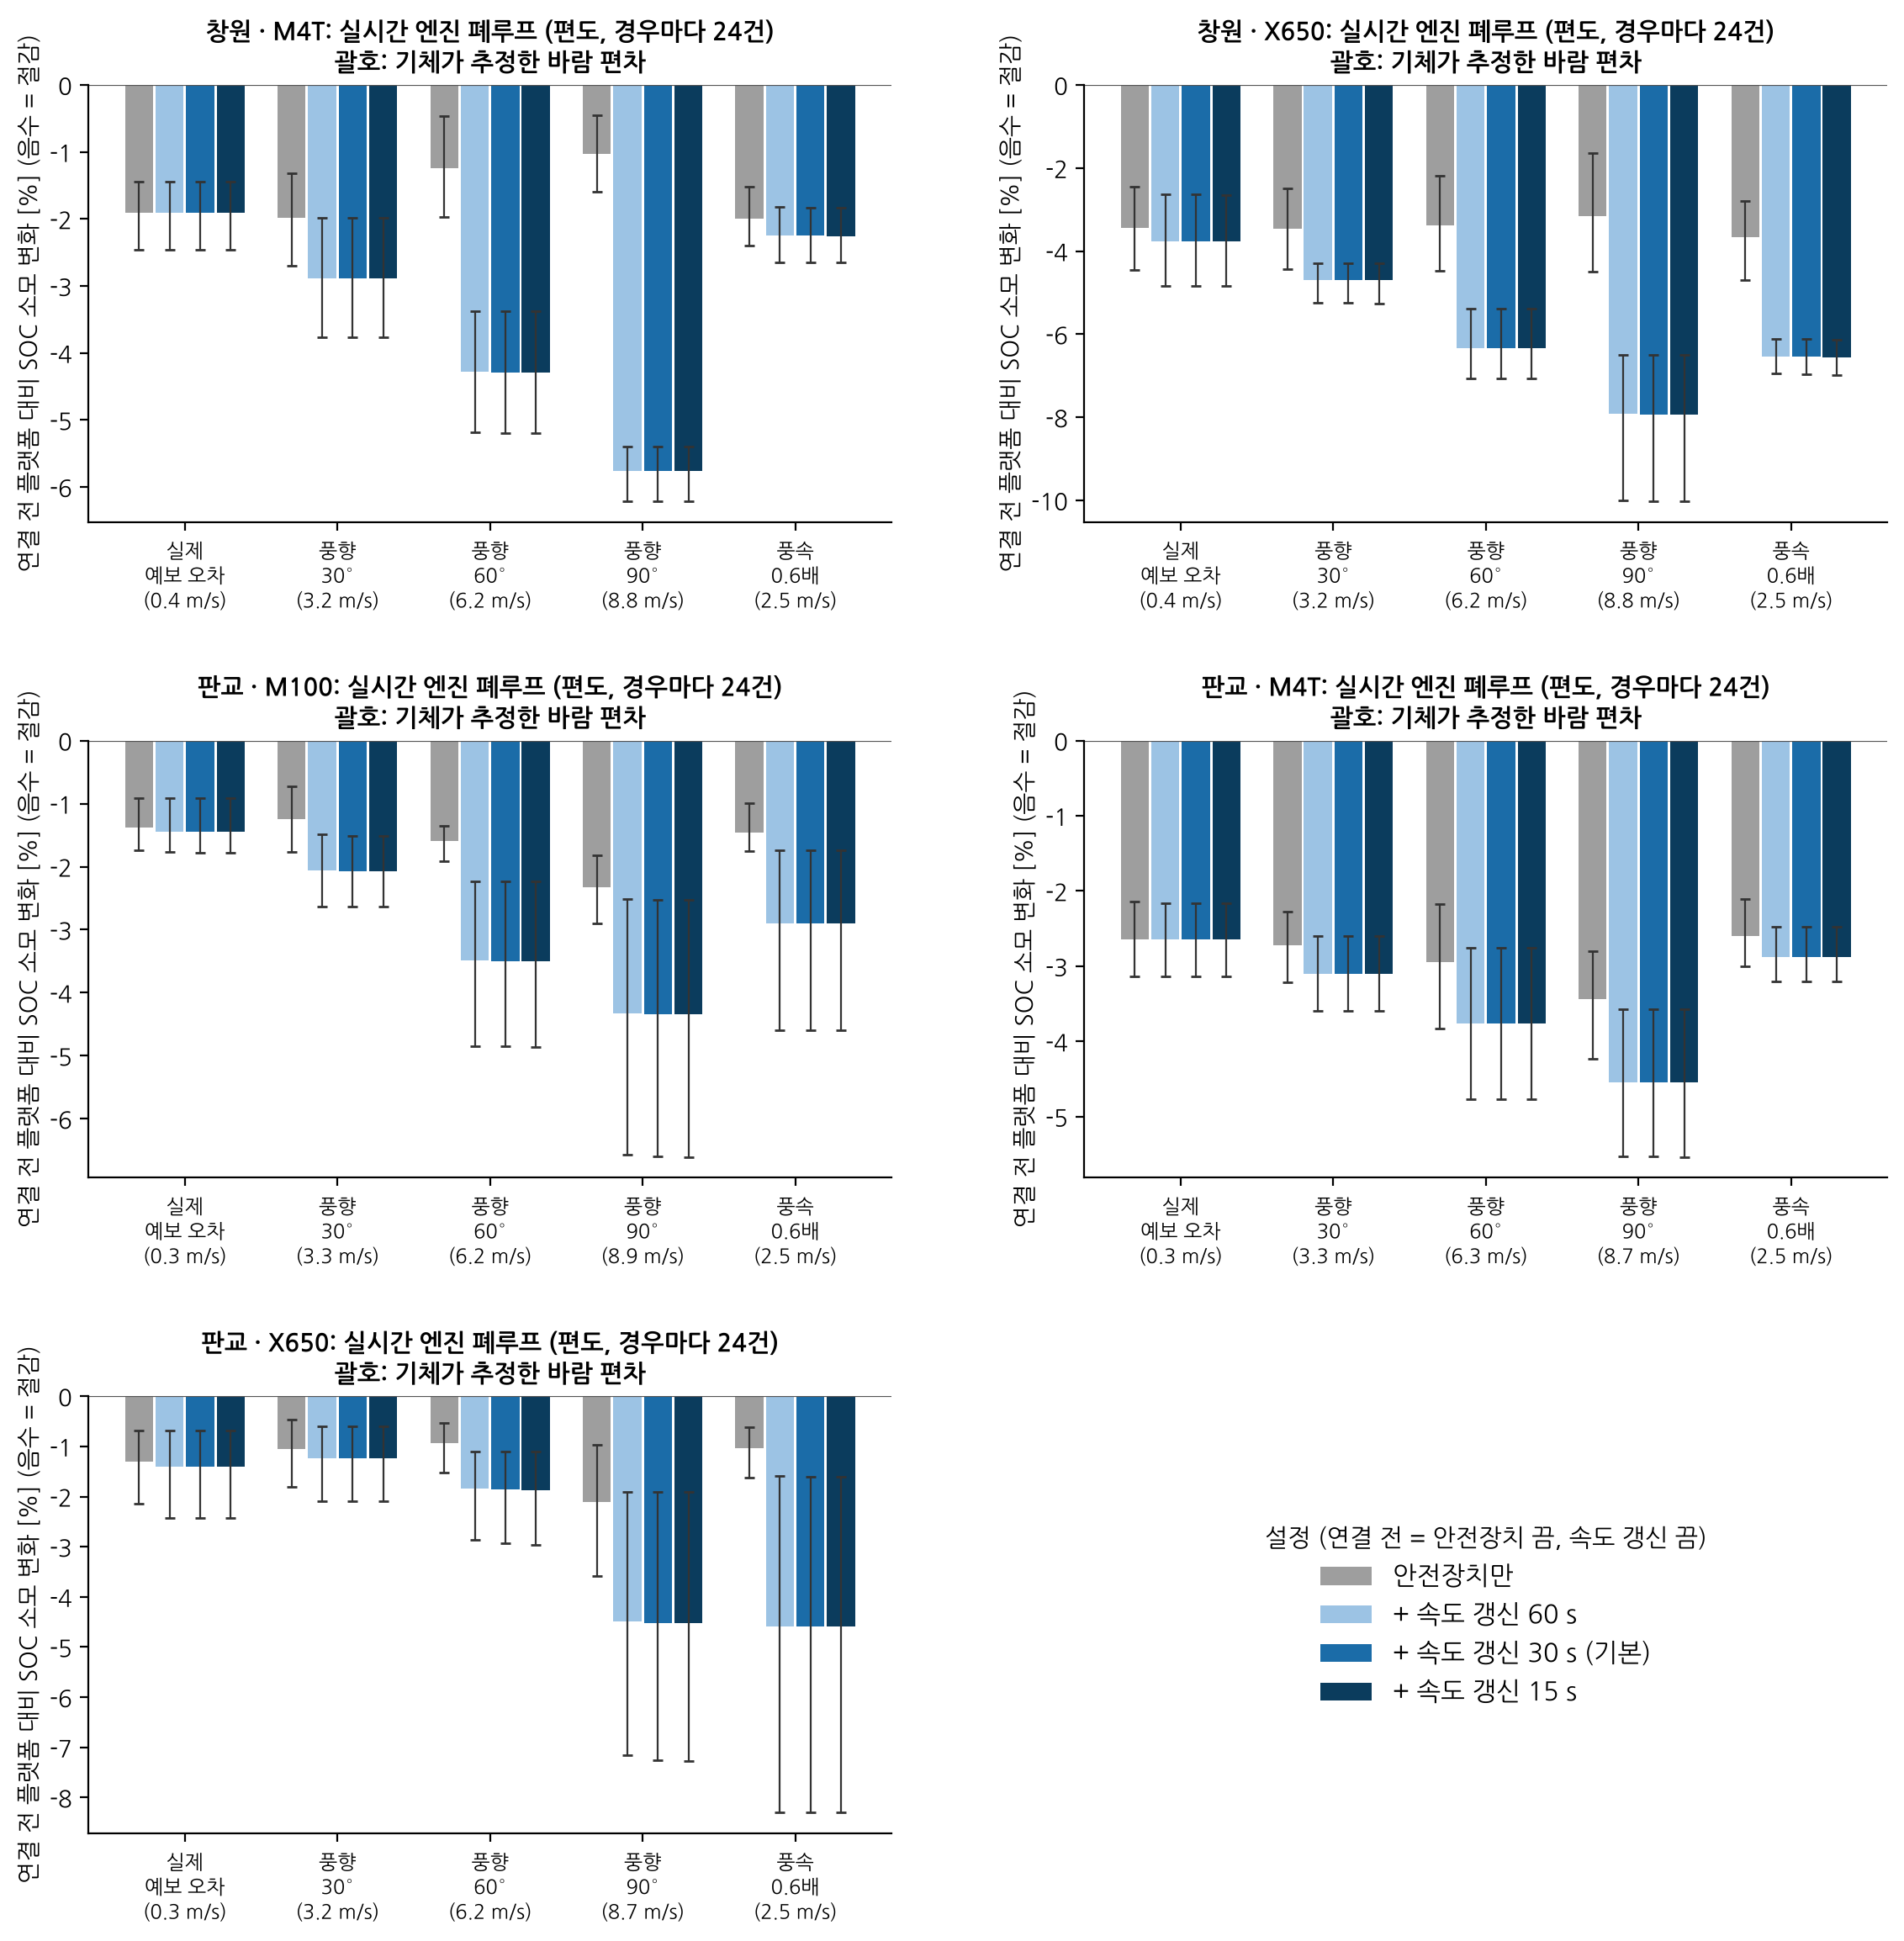 창원 · M4T: 실시간 엔진 폐루프 (편도, 경우마다 24건)
괄호: 기체가 추정한 바람 편차
연결 전 플랫폼 대비 SOC 소모 변화 [%] (음수 = 절감)
0
-1
-2
-3
-4
-5
-6
실제
예보 오차
(0.4 m/s)
풍향
30°
(3.2 m/s)
풍향
60°
(6.2 m/s)
풍향
90°
(8.8 m/s)
풍속
0.6배
(2.5 m/s)
창원 · X650: 실시간 엔진 폐루프 (편도, 경우마다 24건)
괄호: 기체가 추정한 바람 편차
연결 전 플랫폼 대비 SOC 소모 변화 [%] (음수 = 절감)
0
-2
-4
-6
-8
-10
실제
예보 오차
(0.4 m/s)
풍향
30°
(3.2 m/s)
풍향
60°
(6.2 m/s)
풍향
90°
(8.8 m/s)
풍속
0.6배
(2.5 m/s)
판교 · M100: 실시간 엔진 폐루프 (편도, 경우마다 24건)
괄호: 기체가 추정한 바람 편차
연결 전 플랫폼 대비 SOC 소모 변화 [%] (음수 = 절감)
0
-1
-2
-3
-4
-5
-6
실제
예보 오차
(0.3 m/s)
풍향
30°
(3.3 m/s)
풍향
60°
(6.2 m/s)
풍향
90°
(8.9 m/s)
풍속
0.6배
(2.5 m/s)
판교 · M4T: 실시간 엔진 폐루프 (편도, 경우마다 24건)
괄호: 기체가 추정한 바람 편차
연결 전 플랫폼 대비 SOC 소모 변화 [%] (음수 = 절감)
0
-1
-2
-3
-4
-5
실제
예보 오차
(0.3 m/s)
풍향
30°
(3.3 m/s)
풍향
60°
(6.3 m/s)
풍향
90°
(8.7 m/s)
풍속
0.6배
(2.5 m/s)
판교 · X650: 실시간 엔진 폐루프 (편도, 경우마다 24건)
괄호: 기체가 추정한 바람 편차
연결 전 플랫폼 대비 SOC 소모 변화 [%] (음수 = 절감)
0
-1
-2
-3
-4
-5
-6
-7
-8
실제
예보 오차
(0.3 m/s)
풍향
30°
(3.2 m/s)
풍향
60°
(6.2 m/s)
풍향
90°
(8.7 m/s)
풍속
0.6배
(2.5 m/s)
설정 (연결 전 = 안전장치 끔, 속도 갱신 끔)
안전장치만
+ 속도 갱신 60 s
+ 속도 갱신 30 s (기본)
+ 속도 갱신 15 s